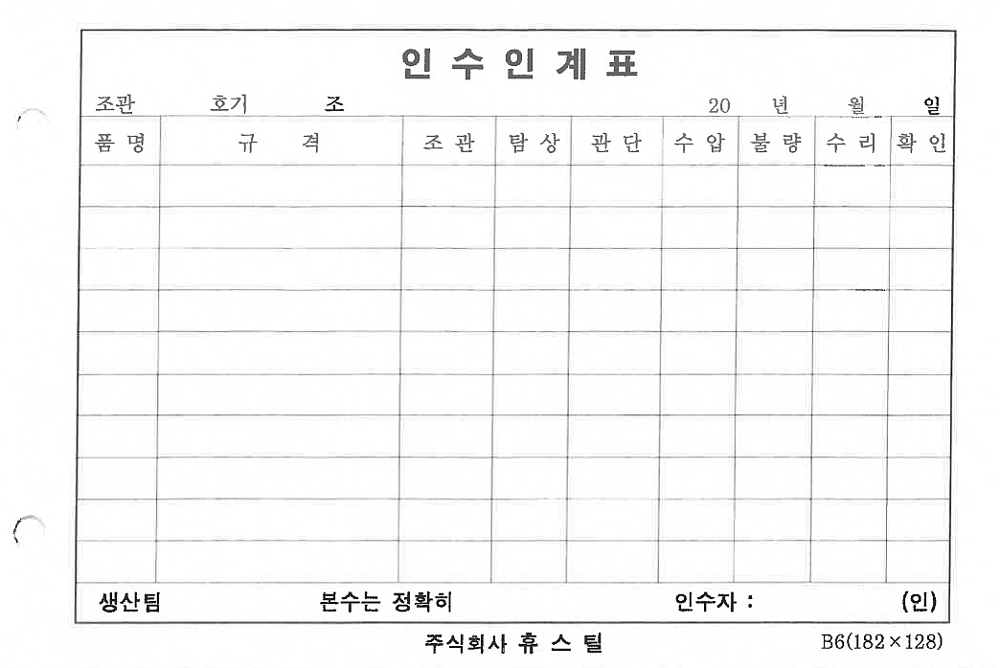 인 수 인 계 표
조관 호기 조 20 년 월 일
품 명 규 격 조 관 탐 상 관 단 수 압 불 량 수 리 확 인
생산팀 본수는 정확히 인수자 : (인)
주식회사 휴 스 틸 B6(182×128)